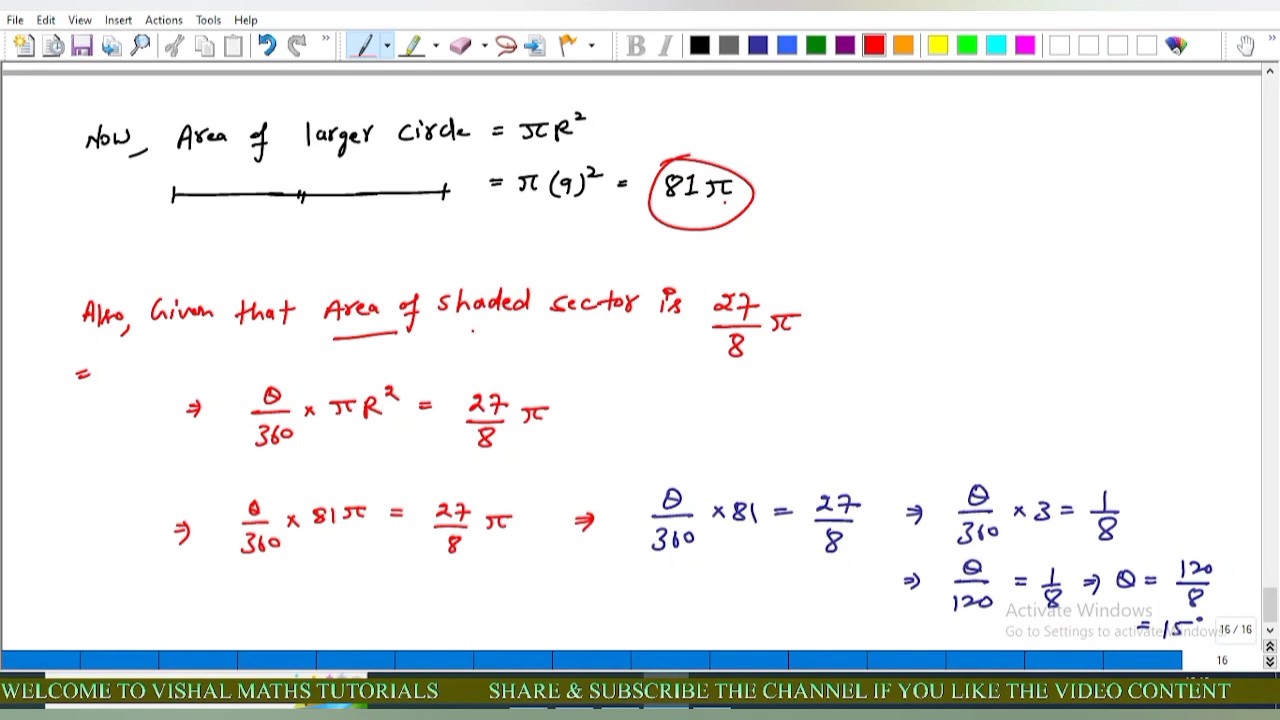 File Edit View Insert Actions Tools Help
Now, Area of larger circle = πR²
= π(9)² = 81π
Also, Given that Area of shaded sector is 27/8 π
=
⇒ θ/360 × πR² = 27/8 π
⇒ θ/360 × 81π = 27/8 π ⇒ θ/360 × 81 = 27/8 ⇒ θ/360 × 3 = 1/8
⇒ θ/120 = 1/8 ⇒ θ = 120/8
= 15°
Activate Windows
Go to Settings to activate Windows.
16 / 16
16
WELCOME TO VISHAL MATHS TUTORIALS SHARE & SUBSCRIBE THE CHANNEL IF YOU LIKE THE VIDEO CONTENT